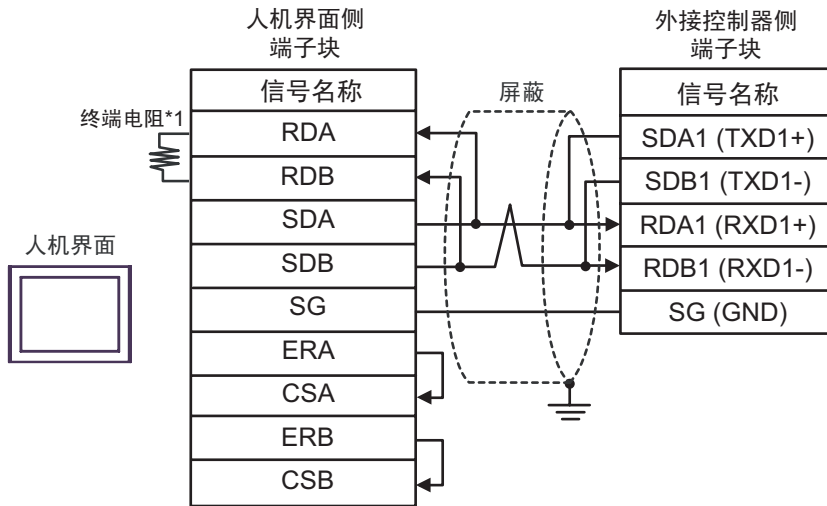 人机界面侧
端子块
外接控制器侧
端子块
信号名称
屏蔽
信号名称
终端电阻*1
RDA
SDA1 (TXD1+)
RDB
SDB1 (TXD1-)
SDA
RDA1 (RXD1+)
人机界面
SDB
RDB1 (RXD1-)
SG
SG (GND)
ERA
CSA
ERB
CSB